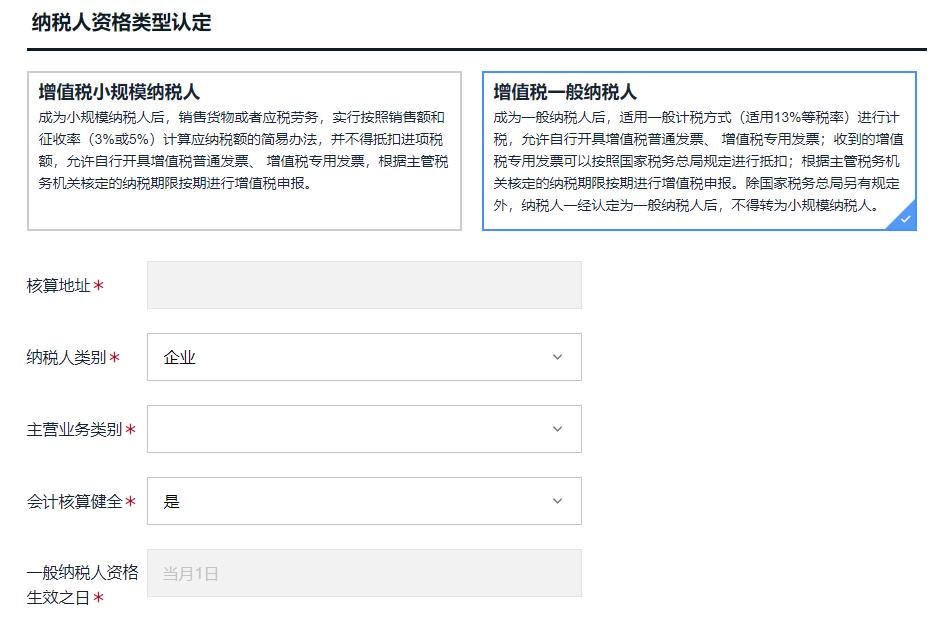 纳税人资格类型认定
增值税小规模纳税人
成为小规模纳税人后，销售货物或者应税劳务，实行按照销售额和
征收率（3%或5%）计算应纳税额的简易办法，并不得抵扣进项税
额，允许自行开具增值税普通发票、 增值税专用发票，根据主管税
务机关核定的纳税期限按期进行增值税申报。
增值税一般纳税人
成为一般纳税人后，适用一般计税方式（适用13%等税率）进行计
税，允许自行开具增值税普通发票、 增值税专用发票；收到的增值
税专用发票可以按照国家税务总局规定进行抵扣；根据主管税务机
关核定的纳税期限按期进行增值税申报。除国家税务总局另有规定
外，纳税人一经认定为一般纳税人后，不得转为小规模纳税人。
核算地址*
纳税人类别* 企业
主营业务类别*
会计核算健全* 是
一般纳税人资格
生效之日* 当月1日